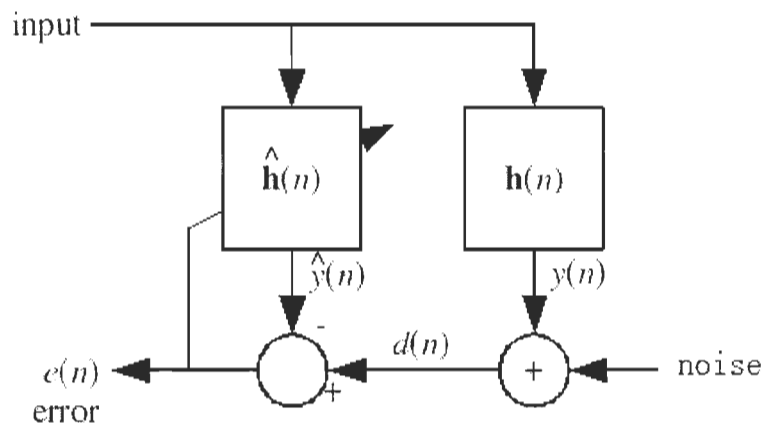 input
ĥ(n)
h(n)
ŷ(n)
y(n)
-
d(n)
+
+
noise
e(n)
error